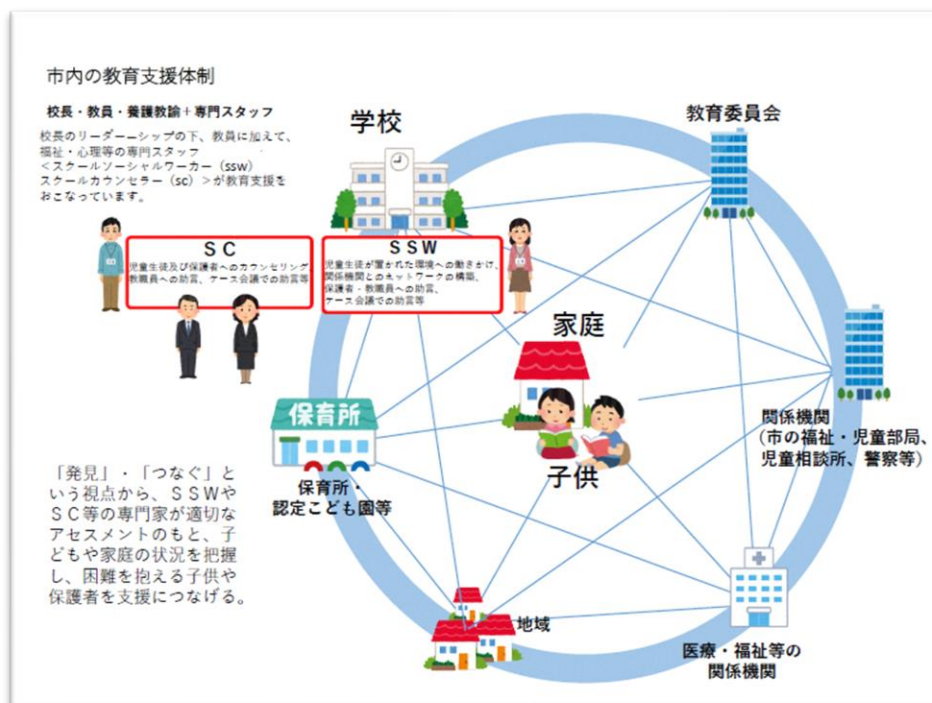 市内の教育支援体制
校長・教員・養護教諭＋専門スタッフ
校長のリーダーシップの下、教員に加えて、
福祉・心理等の専門スタッフ
＜スクールソーシャルワーカー（ssw）
スクールカウンセラー（sc）＞が教育支援を
おこなっています。
学校
教育委員会
ＳＣ
児童生徒及び保護者へのカウンセリング
教職員への助言、ケース会議での助言等
ＳＳＷ
児童生徒が置かれた環境への働きかけ、
関係機関とのネットワークの構築、
保護者・教職員への助言、
ケース会議での助言等
家庭
子供
保育所
保育所・
認定こども園等
関係機関
（市の福祉・児童部局、
児童相談所、警察等）
「発見」・「つなぐ」と
いう視点から、ＳＳＷや
ＳＣ等の専門家が適切な
アセスメントのもと、子
どもや家庭の状況を把握
し、困難を抱える子供や
保護者を支援につなげる。
地域
医療・福祉等の
関係機関